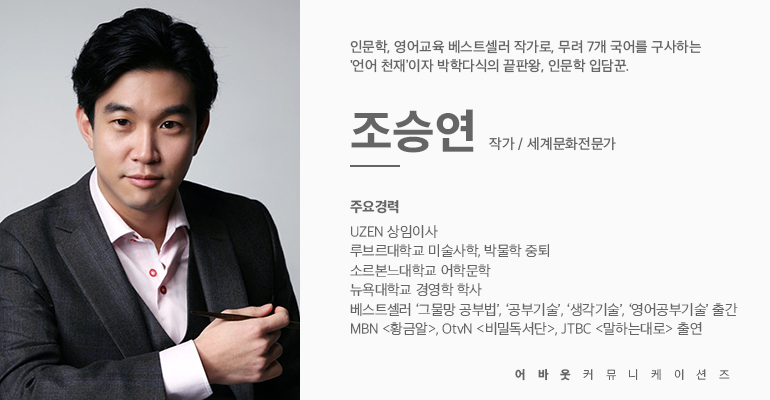 인문학, 영어교육 베스트셀러 작가로, 무려 7개 국어를 구사하는
'언어 천재'이자 박학다식의 끝판왕, 인문학 입담꾼.
조승연 작가 / 세계문화전문가
주요경력
UZEN 상임이사
루브르대학교 미술사학, 박물학 중퇴
소르본느대학교 어학문학
뉴욕대학교 경영학 학사
베스트셀러 ‘그물망 공부법’, ‘공부기술’, ‘생각기술’, ‘영어공부기술’ 출간
MBN <황금알>, OtvN <비밀독서단>, JTBC <말하는대로> 출연
어바웃커뮤니케이션즈